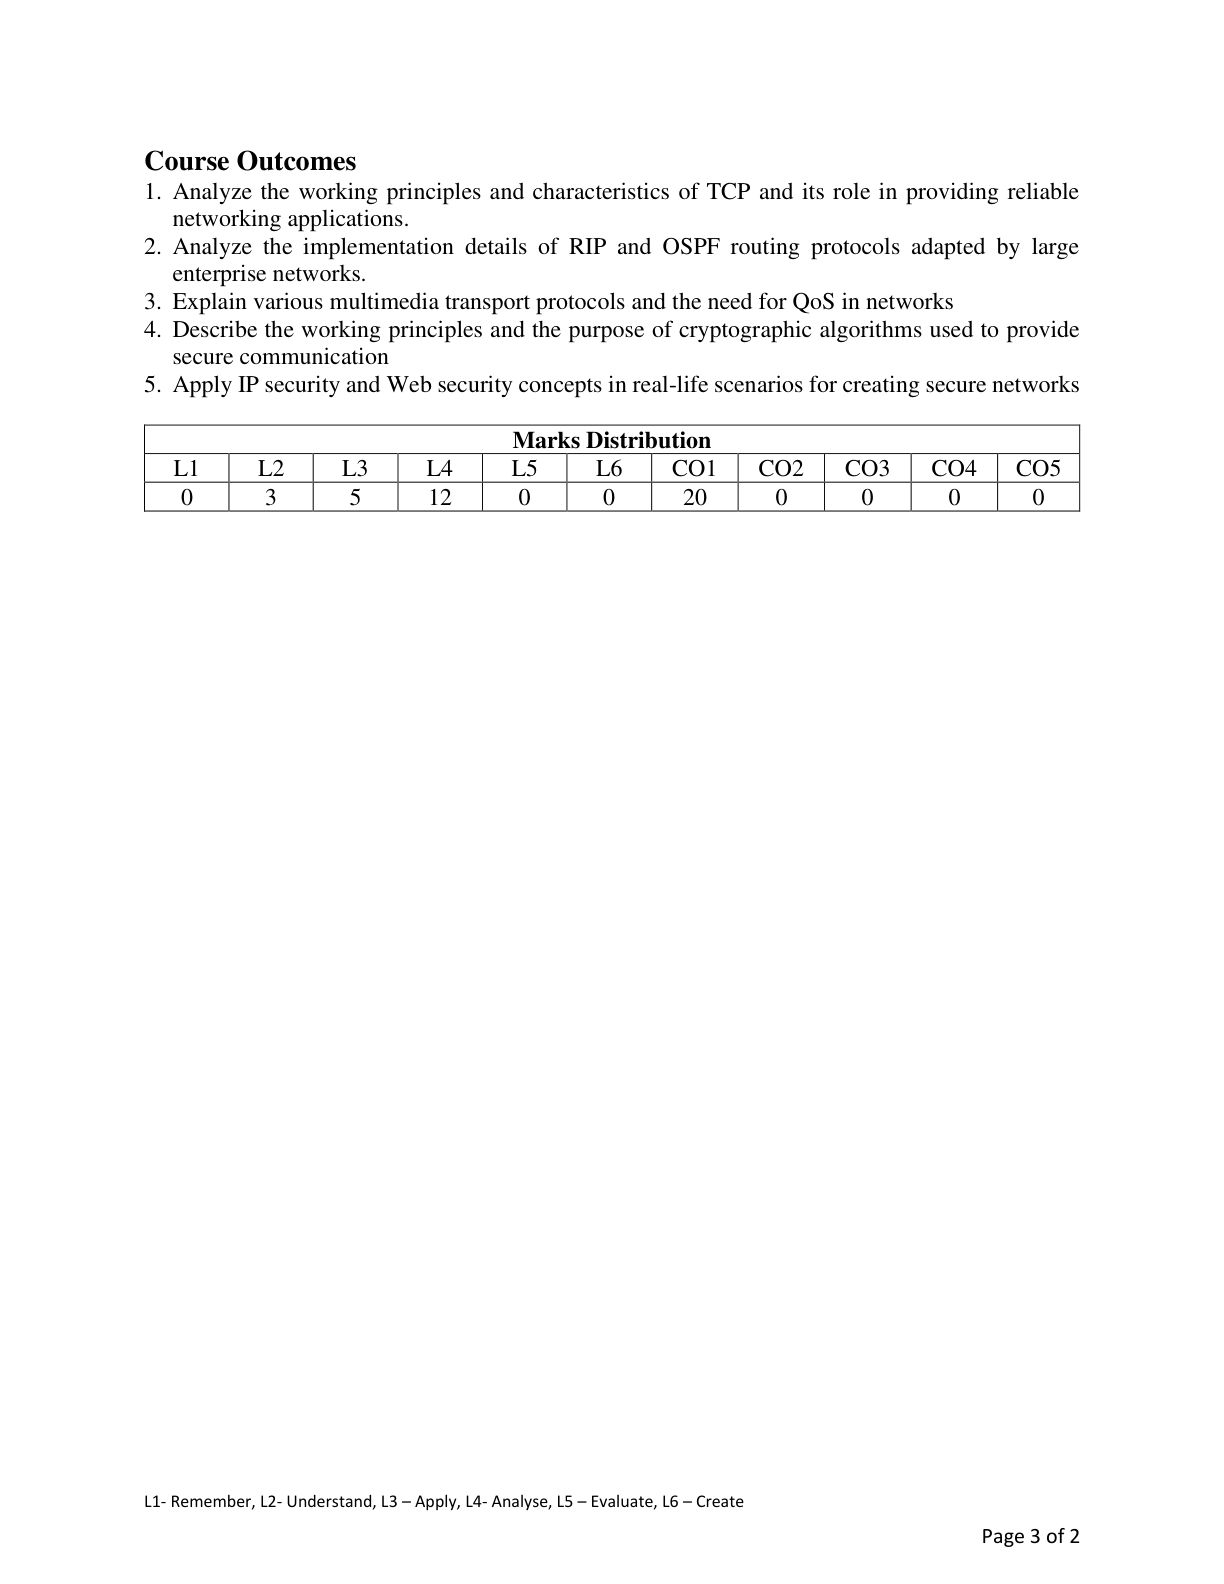 Course Outcomes
1. Analyze the working principles and characteristics of TCP and its role in providing reliable
networking applications.
2. Analyze the implementation details of RIP and OSPF routing protocols adapted by large
enterprise networks.
3. Explain various multimedia transport protocols and the need for QoS in networks
4. Describe the working principles and the purpose of cryptographic algorithms used to provide
secure communication
5. Apply IP security and Web security concepts in real-life scenarios for creating secure networks
Marks Distribution
L1 L2 L3 L4 L5 L6 CO1 CO2 CO3 CO4 CO5
0 3 5 12 0 0 20 0 0 0 0
L1- Remember, L2- Understand, L3 – Apply, L4- Analyse, L5 – Evaluate, L6 – Create
Page 3 of 2